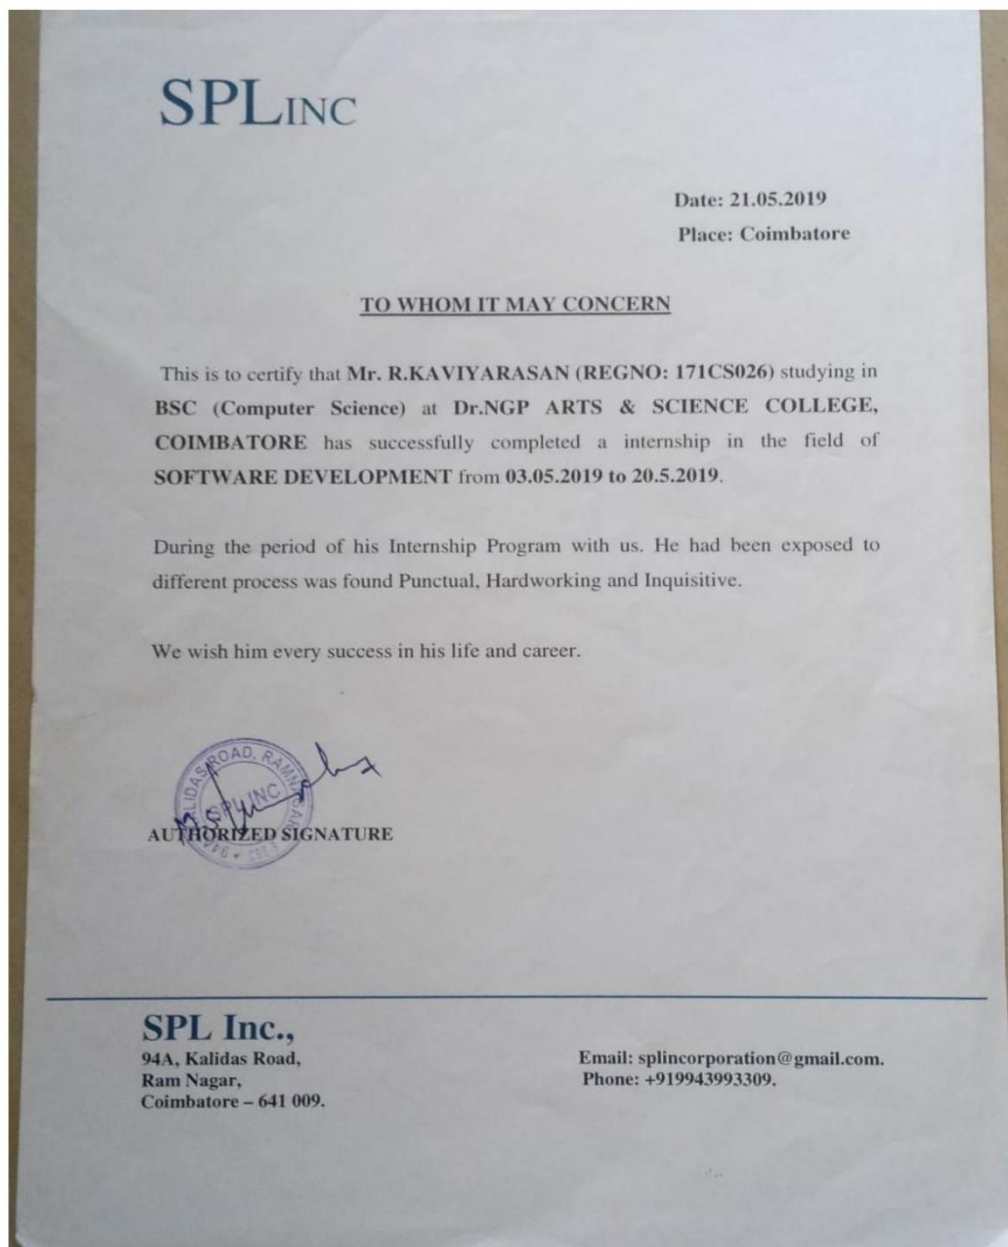 SPLINC
Date: 21.05.2019
Place: Coimbatore
TO WHOM IT MAY CONCERN
This is to certify that Mr. R.KAVIYARASAN (REGNO: 171CS026) studying in
BSC (Computer Science) at Dr.NGP ARTS & SCIENCE COLLEGE,
COIMBATORE has successfully completed a internship in the field of
SOFTWARE DEVELOPMENT from 03.05.2019 to 20.5.2019.
During the period of his Internship Program with us. He had been exposed to
different process was found Punctual, Hardworking and Inquisitive.
We wish him every success in his life and career.
ROAD,
SPL INC
AUTHORIZED SIGNATURE
SPL Inc.,
94A, Kalidas Road,
Ram Nagar,
Coimbatore – 641 009.
Email: splincorporation@gmail.com.
Phone: +919943993309.